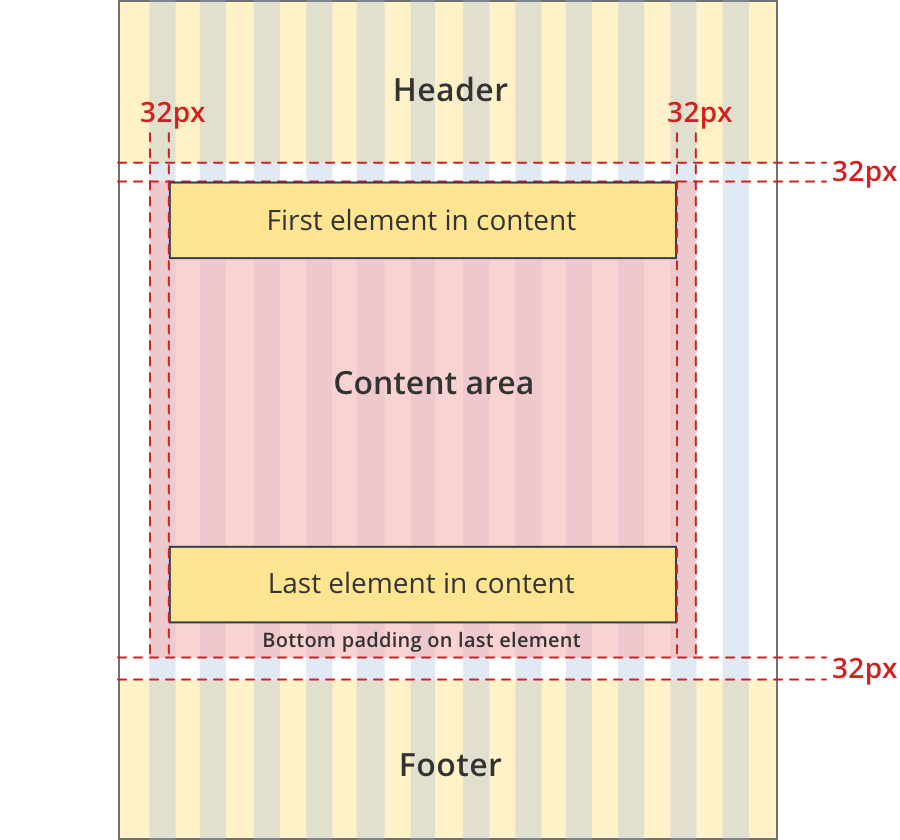 Header
32px
32px
32px
First element in content
Content area
Last element in content
Bottom padding on last element
32px
Footer